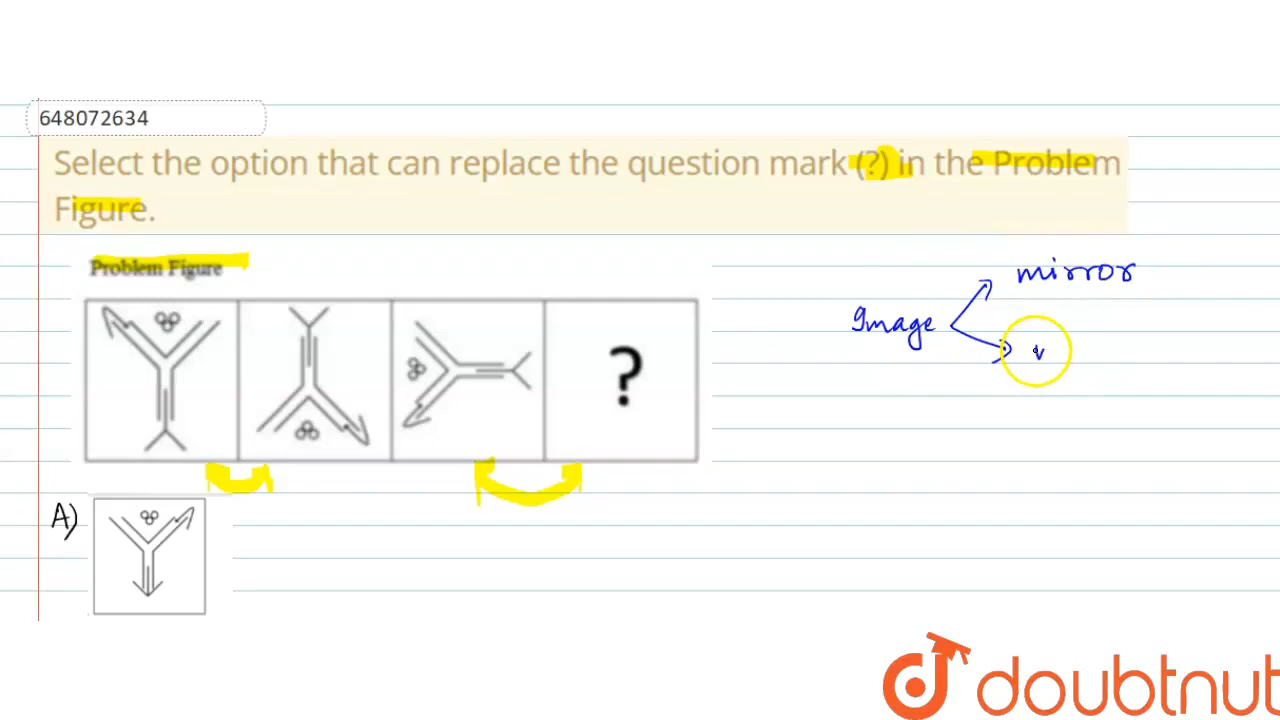 648072634
Select the option that can replace the question mark (?) in the Problem
Figure.
Problem Figure
mirror
Image
?
A)
doubtnut